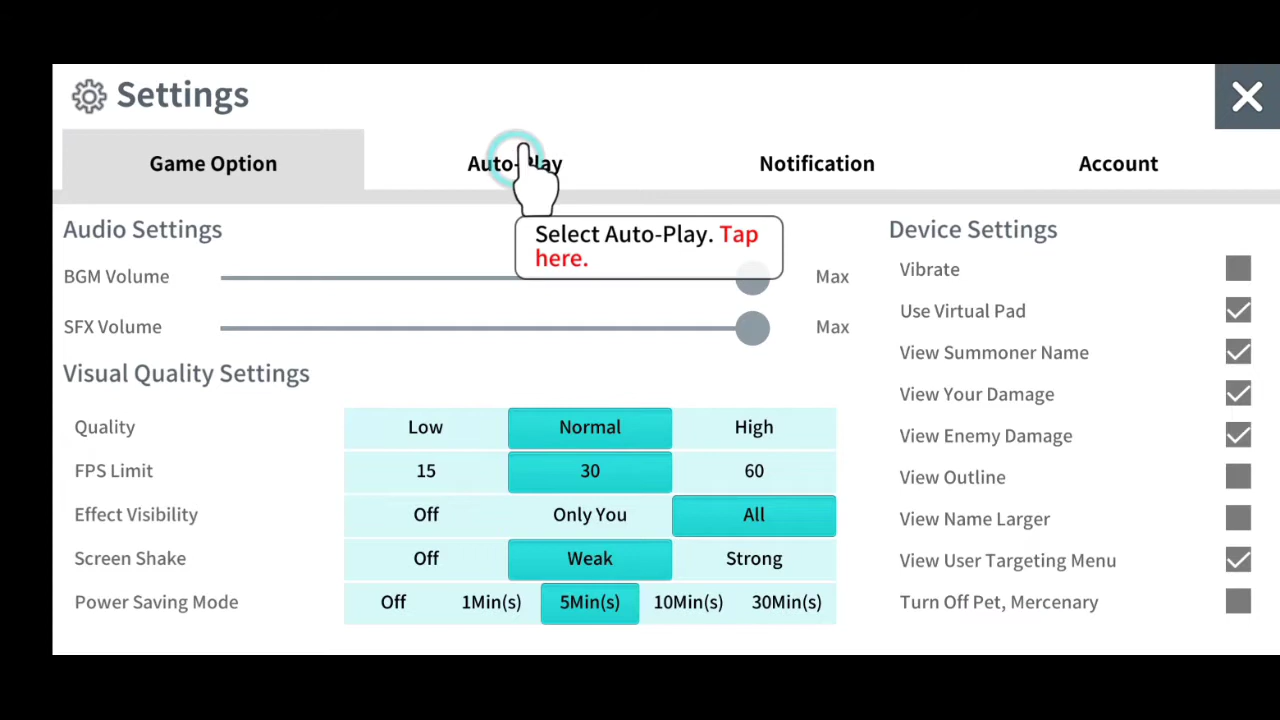 Settings
Game Option Auto-Play Notification Account
Select Auto-Play. Tap
here.
Audio Settings
BGM Volume Max
SFX Volume Max
Visual Quality Settings
Quality Low Normal High
FPS Limit 15 30 60
Effect Visibility Off Only You All
Screen Shake Off Weak Strong
Power Saving Mode Off 1Min(s) 5Min(s) 10Min(s) 30Min(s)
Device Settings
Vibrate
Use Virtual Pad
View Summoner Name
View Your Damage
View Enemy Damage
View Outline
View Name Larger
View User Targeting Menu
Turn Off Pet, Mercenary